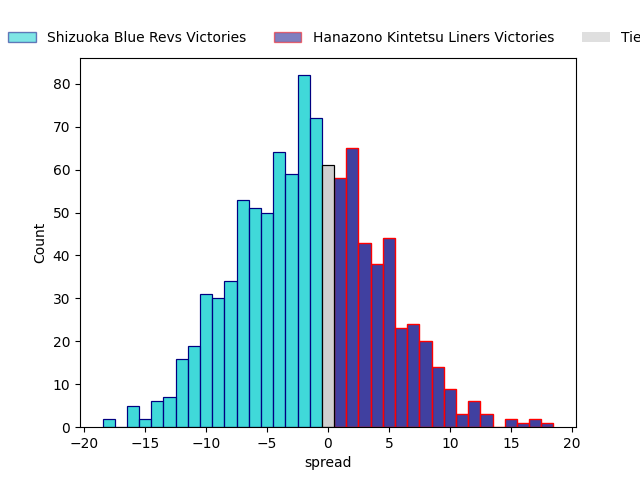 Shizuoka Blue Revs Victories Hanazono Kintetsu Liners Victories Tie
80
70
60
50
40
30
20
10
0
Count
−20 −15 −10 −5 0 5 10 15 20
spread